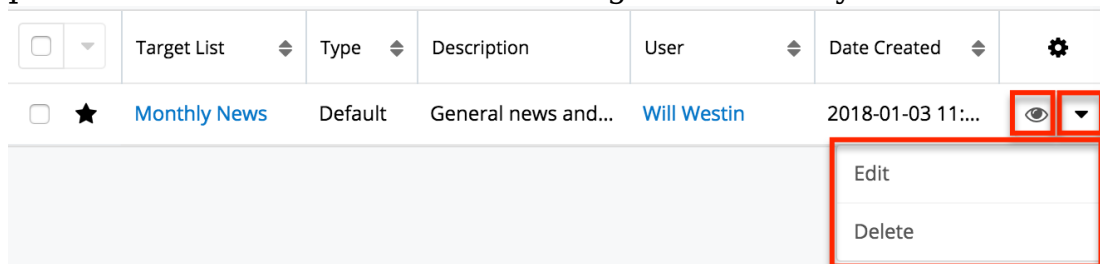 Target List Type Description User Date Created
Monthly News Default General news and... Will Westin 2018-01-03 11:...
Edit
Delete